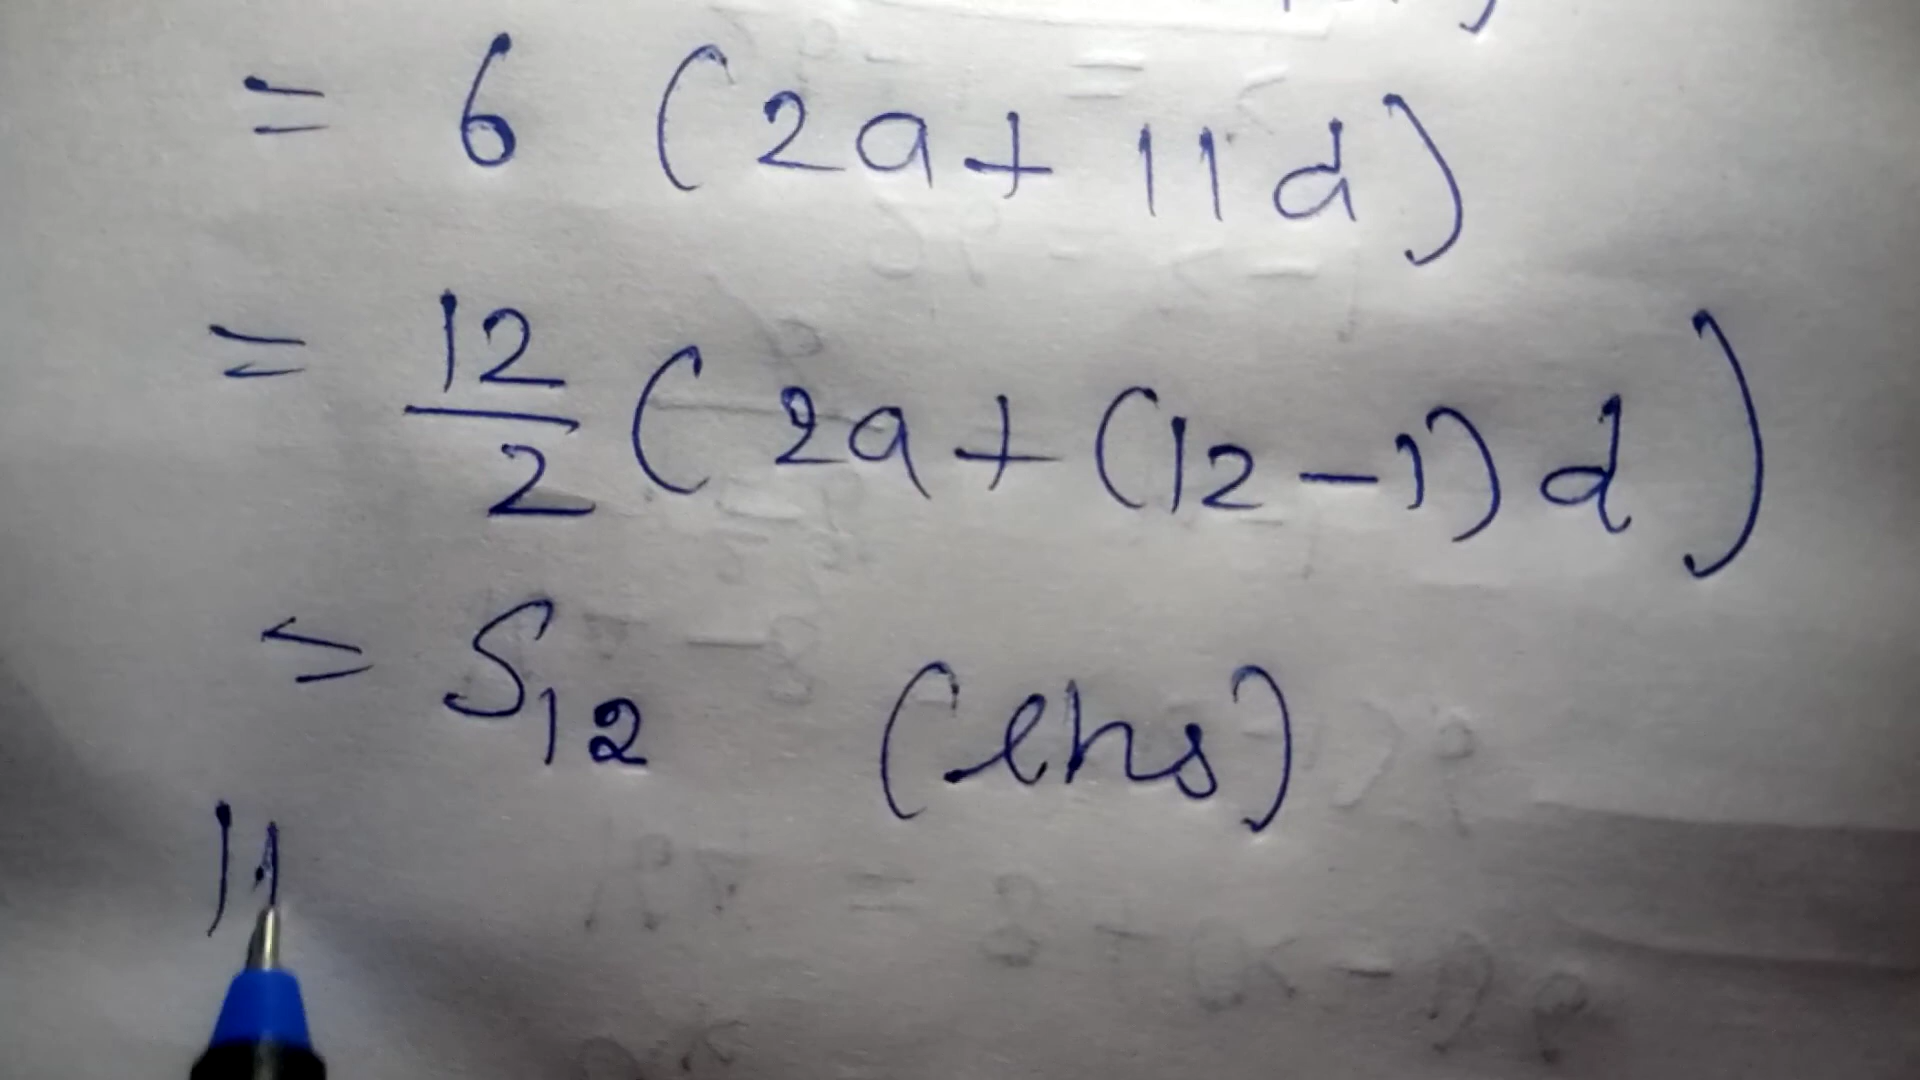 = 6 (2a + 11d)
= 12/2 (2a + (12-1)d)
= S12 (lhs)